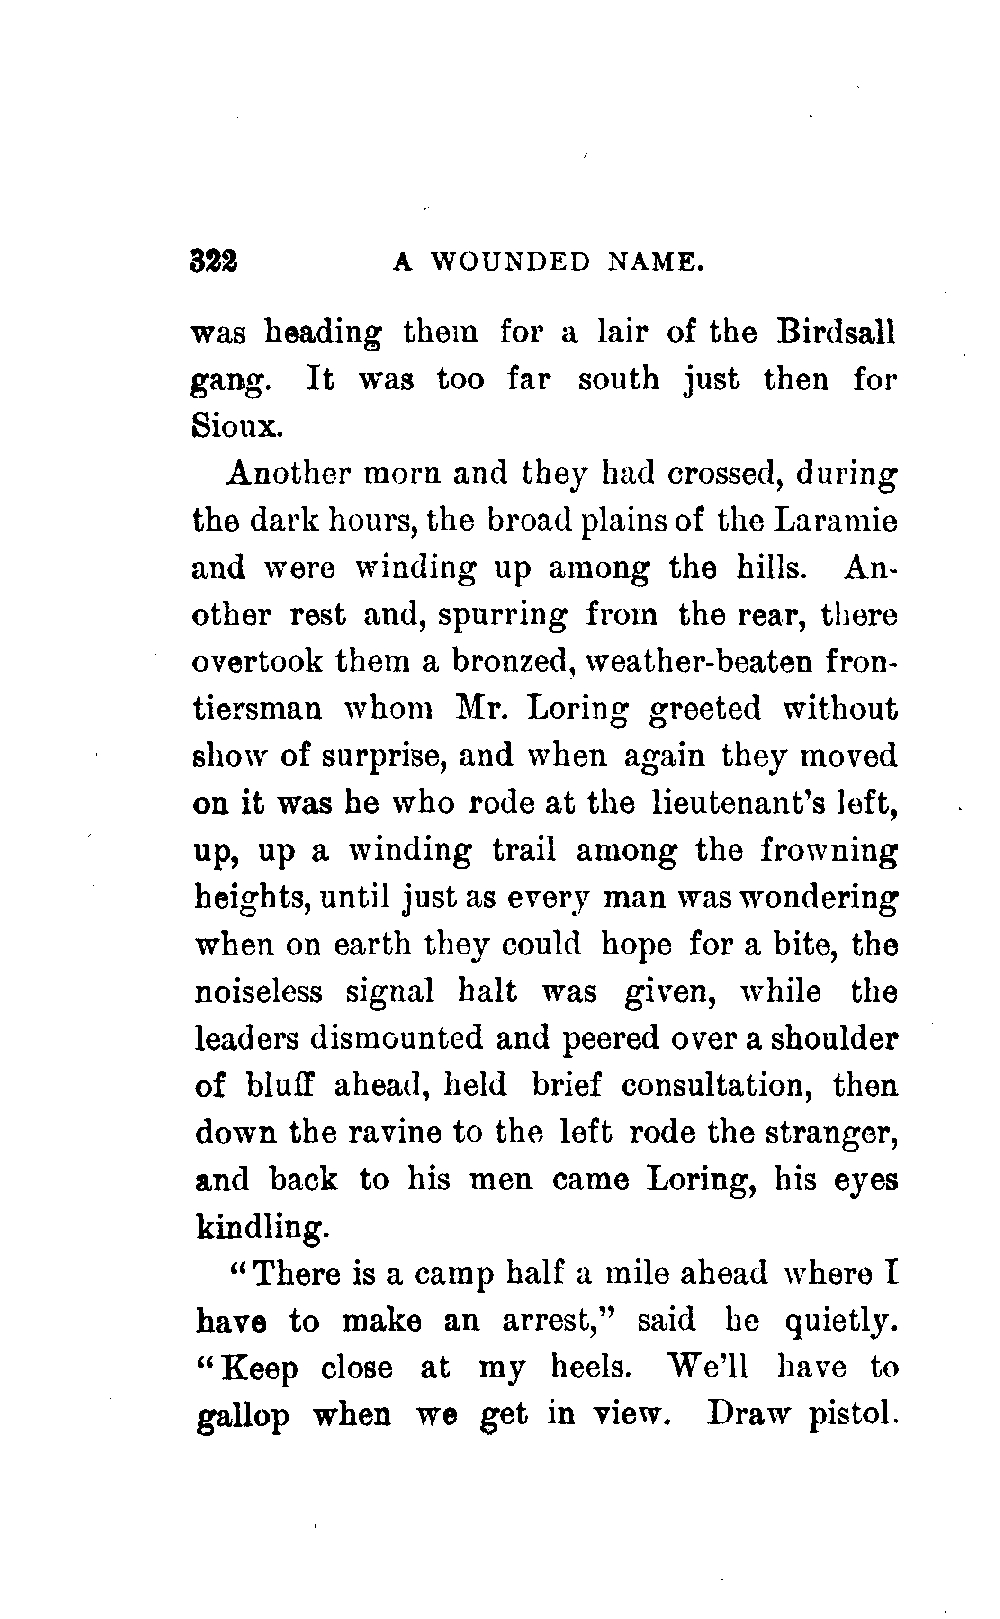 322 A WOUNDED NAME.
was heading them for a lair of the Birdsall
gang. It was too far south just then for
Sioux.
Another morn and they had crossed, during
the dark hours, the broad plains of the Laramie
and were winding up among the hills. An-
other rest and, spurring from the rear, there
overtook them a bronzed, weather-beaten fron-
tiersman whom Mr. Loring greeted without
show of surprise, and when again they moved
on it was he who rode at the lieutenant's left,
up, up a winding trail among the frowning
heights, until just as every man was wondering
when on earth they could hope for a bite, the
noiseless signal halt was given, while the
leaders dismounted and peered over a shoulder
of bluff ahead, held brief consultation, then
down the ravine to the left rode the stranger,
and back to his men came Loring, his eyes
kindling.
"There is a camp half a mile ahead where I
have to make an arrest," said he quietly.
"Keep close at my heels. We'll have to
gallop when we get in view. Draw pistol.